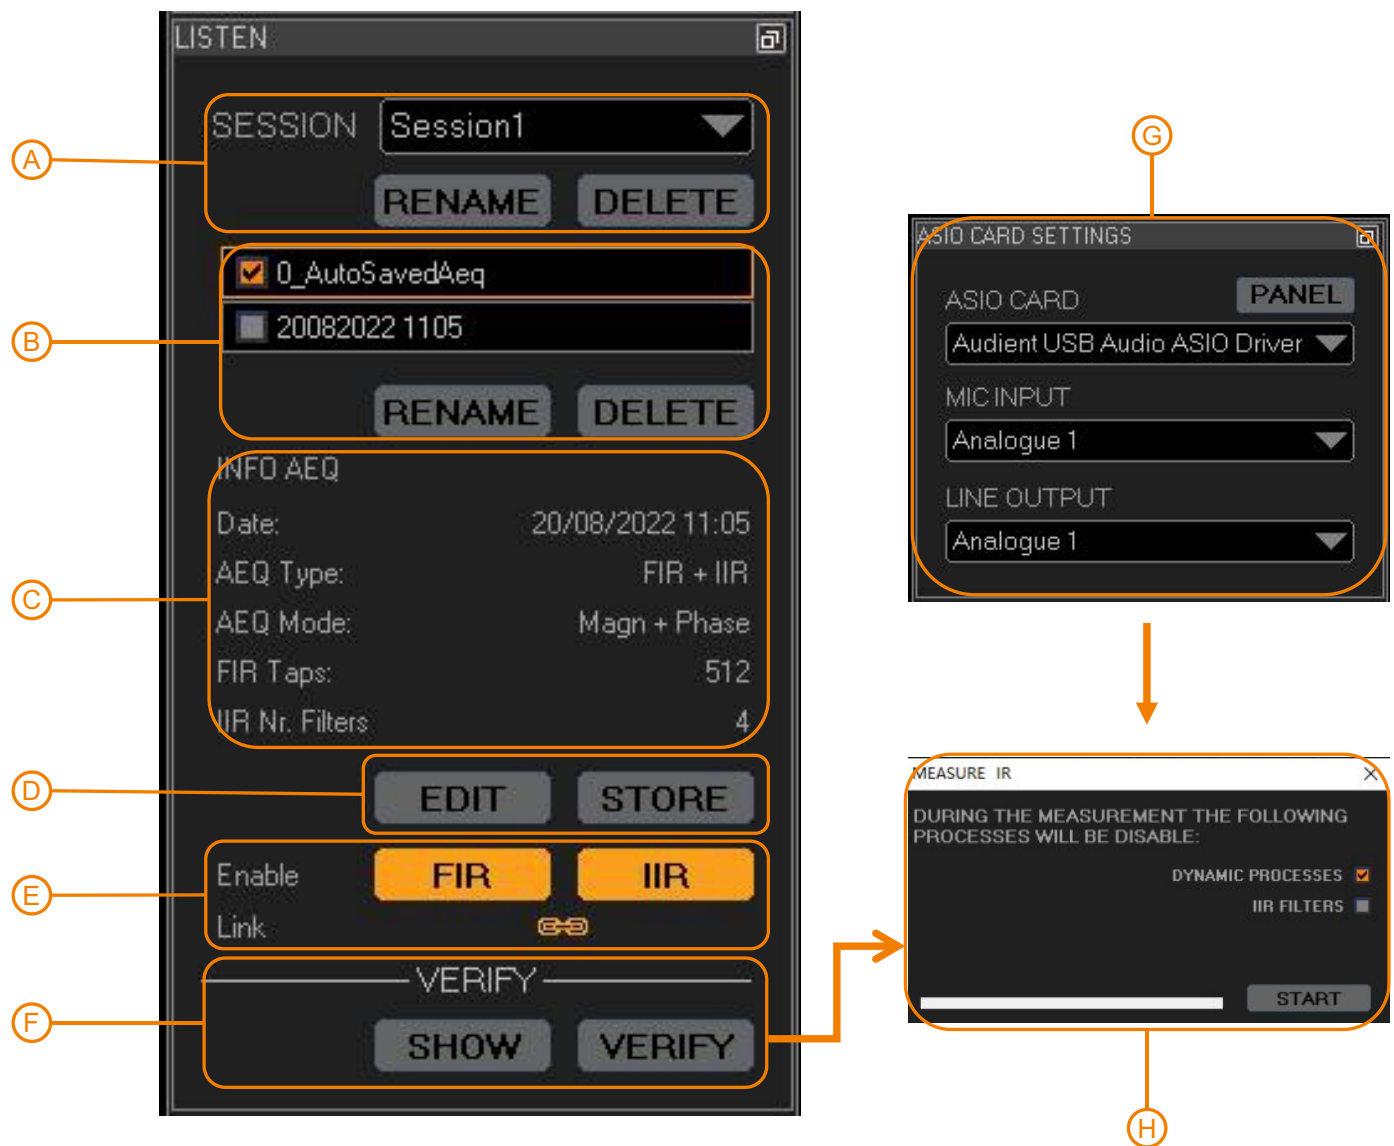 LISTEN
A
SESSION Session1
RENAME DELETE
B
0_AutoSavedAeq
20082022 1105
RENAME DELETE
C
INFO AEQ
Date: 20/08/2022 11:05
AEQ Type: FIR + IIR
AEQ Mode: Magn + Phase
FIR Taps: 512
IIR Nr. Filters 4
D
EDIT STORE
E
Enable FIR IIR
Link
F
VERIFY
SHOW VERIFY
G
ASIO CARD SETTINGS
ASIO CARD PANEL
Audient USB Audio ASIO Driver
MIC INPUT
Analogue 1
LINE OUTPUT
Analogue 1
MEASURE IR
DURING THE MEASUREMENT THE FOLLOWING
PROCESSES WILL BE DISABLE:
DYNAMIC PROCESSES
IIR FILTERS
START
H